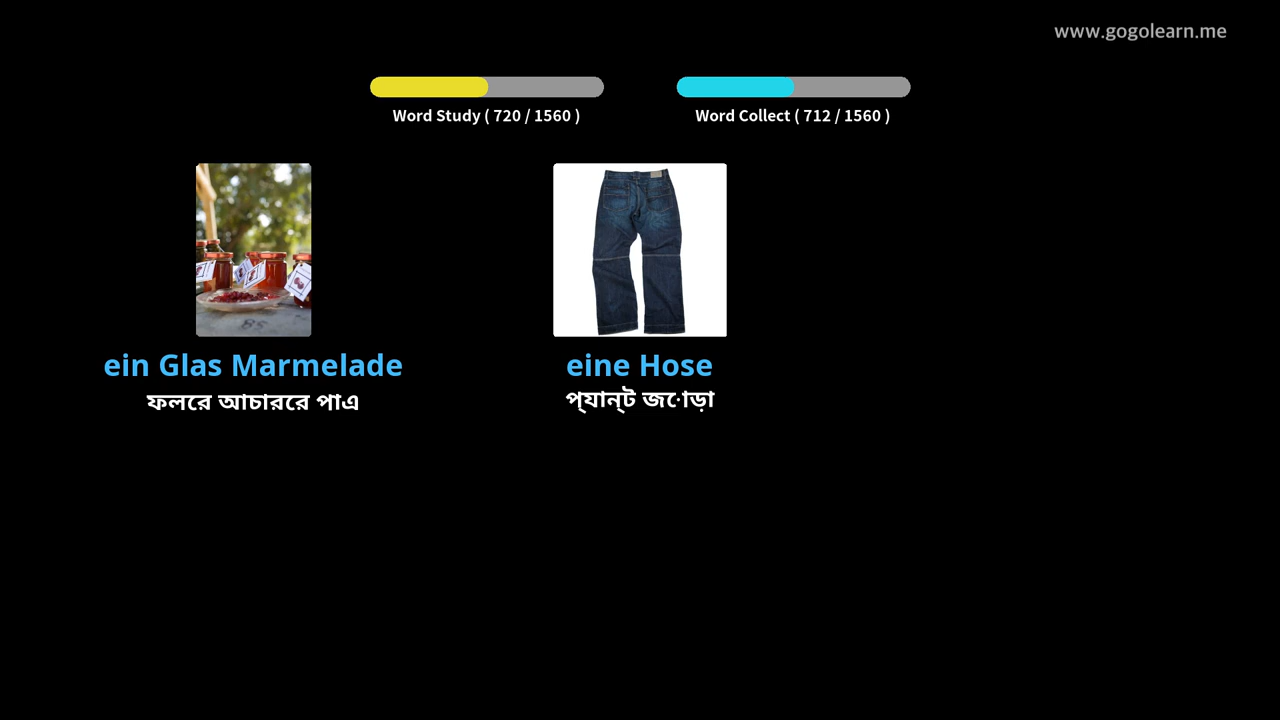 www.gogolearn.me
Word Study ( 720 / 1560 )
Word Collect ( 712 / 1560 )
ein Glas Marmelade
eine Hose
ফলরে আচাররে পাএ
প্যান্ট জোড়া